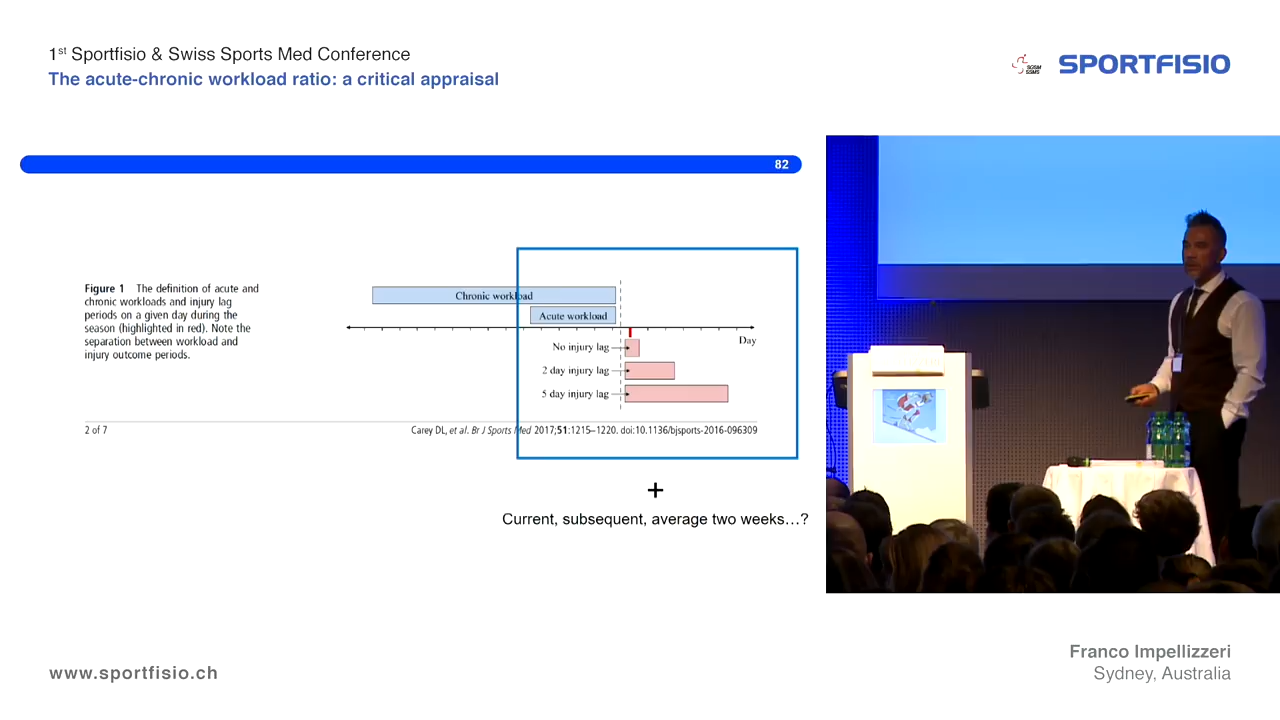 1st Sportfisio & Swiss Sports Med Conference
The acute-chronic workload ratio: a critical appraisal
SGSM
SSMS
SPORTFISIO
82
Figure 1 The definition of acute and
chronic workloads and injury lag
periods on a given day during the
season (highlighted in red). Note the
separation between workload and
injury outcome periods.
Chronic workload
Acute workload
Day
No injury lag
2 day injury lag
5 day injury lag
2 of 7
Carey DL, et al. Br J Sports Med 2017;51:1215–1220. doi:10.1136/bjsports-2016-096309
+
Current, subsequent, average two weeks…?
www.sportfisio.ch
Franco Impellizzeri
Sydney, Australia